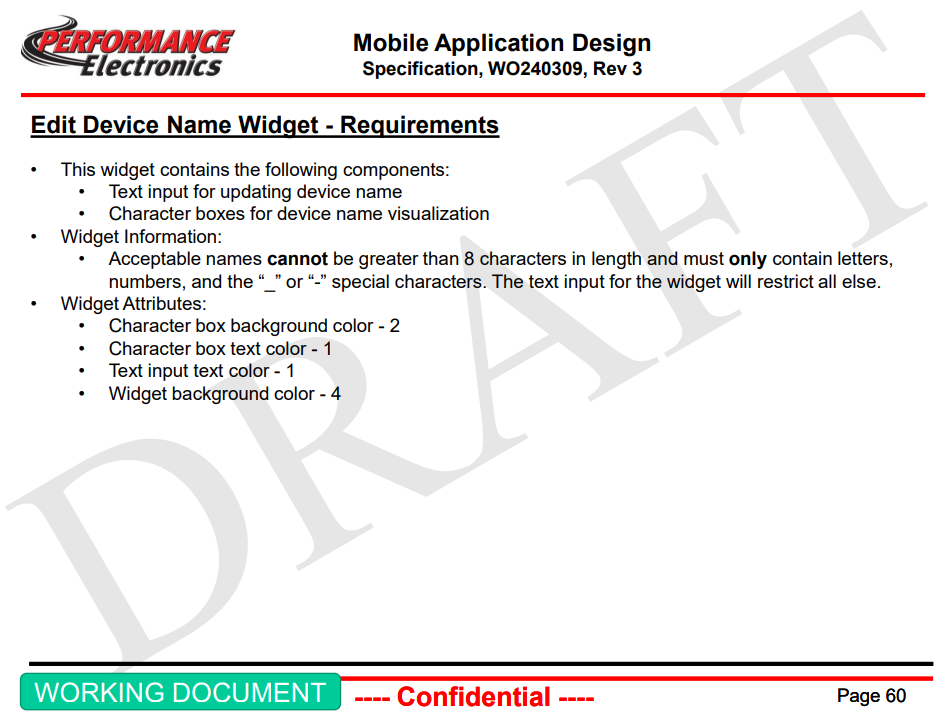 PERFORMANCE
Electronics
Mobile Application Design
Specification, WO240309, Rev 3
Edit Device Name Widget - Requirements
• This widget contains the following components:
• Text input for updating device name
• Character boxes for device name visualization
• Widget Information:
• Acceptable names cannot be greater than 8 characters in length and must only contain letters,
numbers, and the “_” or “-” special characters. The text input for the widget will restrict all else.
• Widget Attributes:
• Character box background color - 2
• Character box text color - 1
• Text input text color - 1
• Widget background color - 4
DRAFT
WORKING DOCUMENT
---- Confidential ----
Page 60